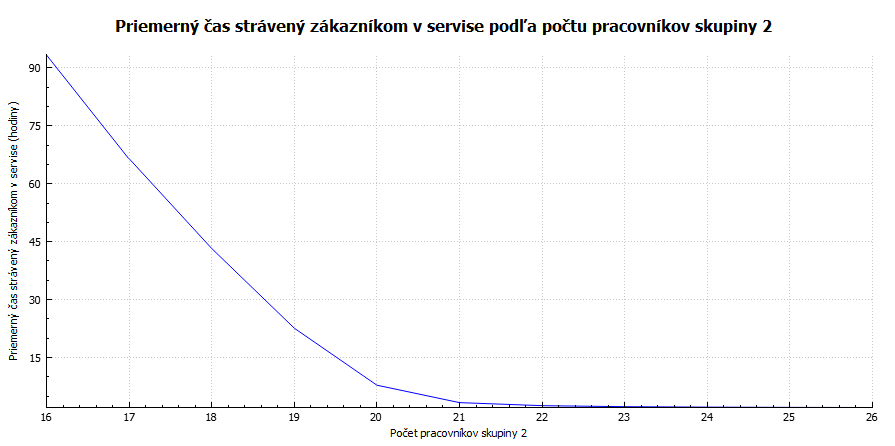 Priemerný čas strávený zákazníkom v servise podľa počtu pracovníkov skupiny 2
Priemerný čas strávený zákazníkom v servise (hodiny)
90
75
60
45
30
15
16 17 18 19 20 21 22 23 24 25 26
Počet pracovníkov skupiny 2